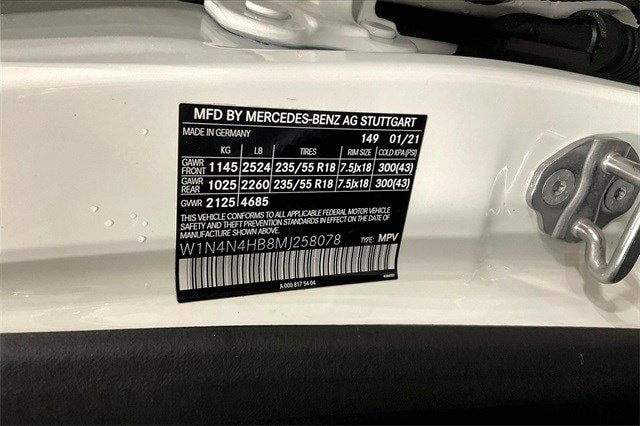 MFD BY MERCEDES-BENZ AG STUTTGART
MADE IN GERMANY 149 01/21
KG LB TIRES RIM SIZE COLD KPA(PSI)
GAWR FRONT 1145 2524 235/55 R18 7.5Jx18 300(43)
GAWR REAR 1025 2260 235/55 R18 7.5Jx18 300(43)
GVWR 2125 4685
THIS VEHICLE CONFORMS TO ALL APPLICABLE FEDERAL MOTOR VEHICLE
SAFETY AND THEFT PREVENTION STANDARDS IN EFFECT ON THE DATE OF
MANUFACTURE SHOWN ABOVE.
W1N4N4HB8MJ258078 TYPE: MPV
A 000 817 54 04